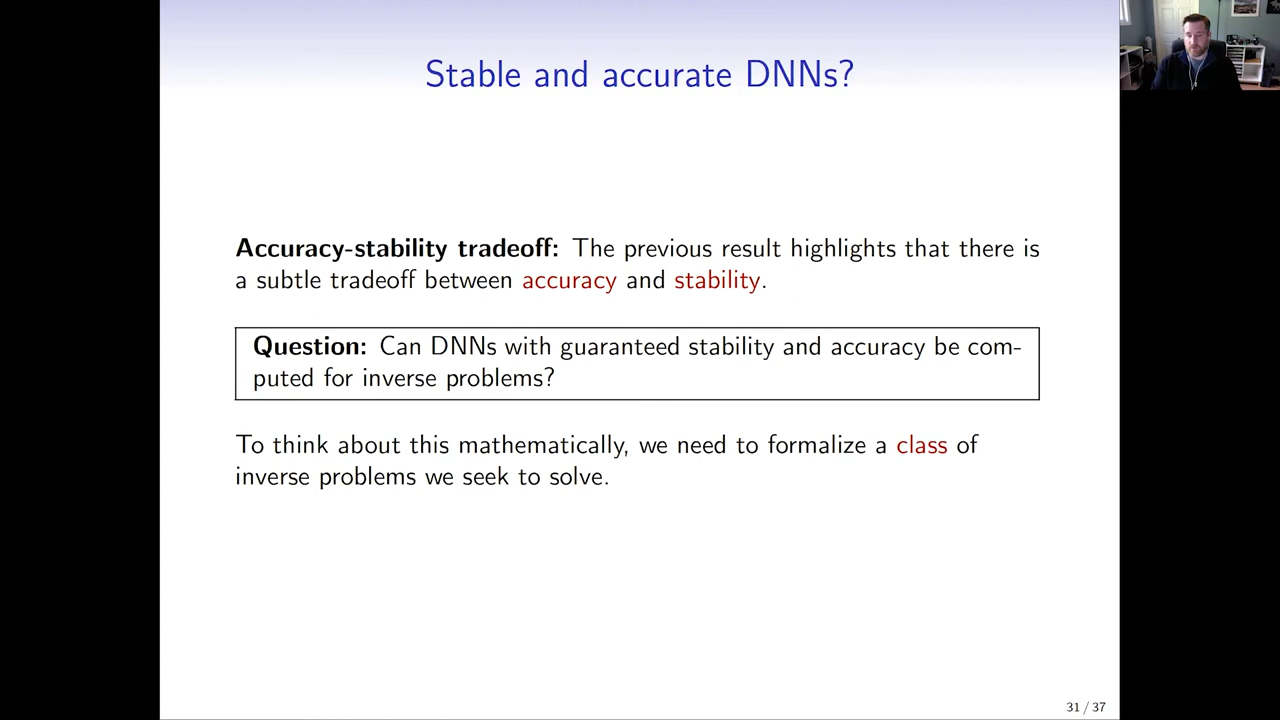 Stable and accurate DNNs?
Accuracy-stability tradeoff: The previous result highlights that there is
a subtle tradeoff between accuracy and stability.
Question: Can DNNs with guaranteed stability and accuracy be com-
puted for inverse problems?
To think about this mathematically, we need to formalize a class of
inverse problems we seek to solve.
31 / 37